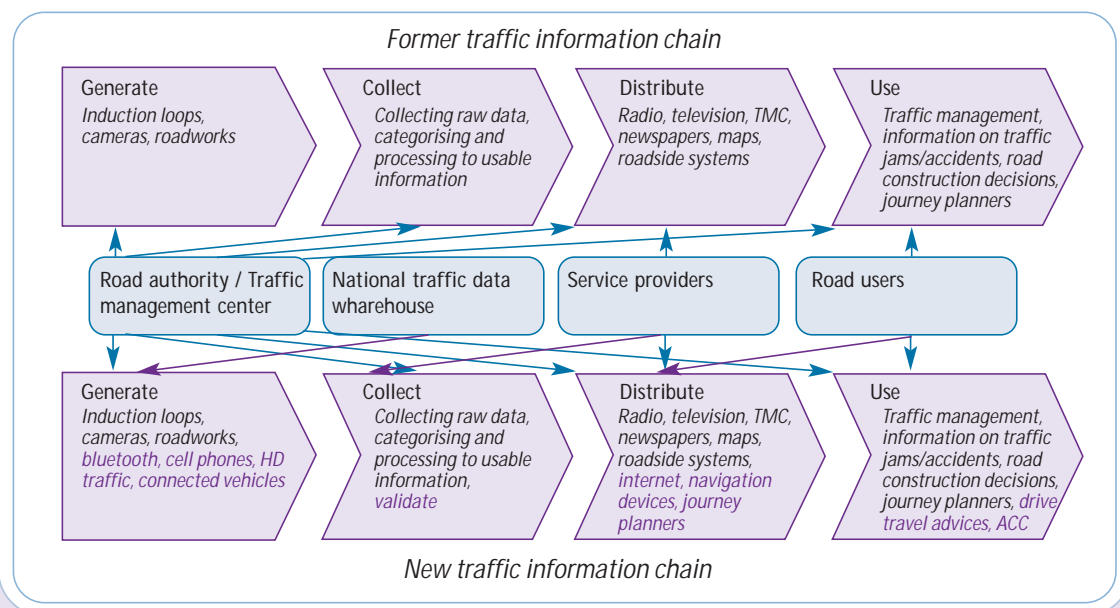 Former traffic information chain
Generate
Induction loops,
cameras, roadworks
Collect
Collecting raw data,
categorising and
processing to usable
information
Distribute
Radio, television, TMC,
newspapers, maps,
roadside systems
Use
Traffic management,
information on traffic
jams/accidents, road
construction decisions,
journey planners
Road authority / Traffic
management center
National traffic data
wharehouse
Service providers
Road users
Generate
Induction loops,
cameras, roadworks,
bluetooth, cell phones, HD
traffic, connected vehicles
Collect
Collecting raw data,
categorising and
processing to usable
information,
validate
Distribute
Radio, television, TMC,
newspapers, maps,
roadside systems,
internet, navigation
devices, journey
planners
Use
Traffic management,
information on traffic
jams/accidents, road
construction decisions,
journey planners, drive
travel advices, ACC
New traffic information chain